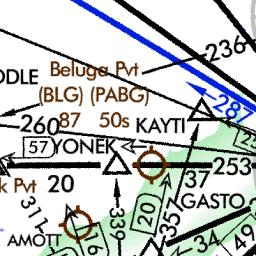 236
DDLE
Beluga Pvt
(BLG) (PABG)
87 50s
287
260
KAYTI
57
YONEK
253
k Pvt
20
37
GASTO
311
339
20
357
AMOTT
16
34
49